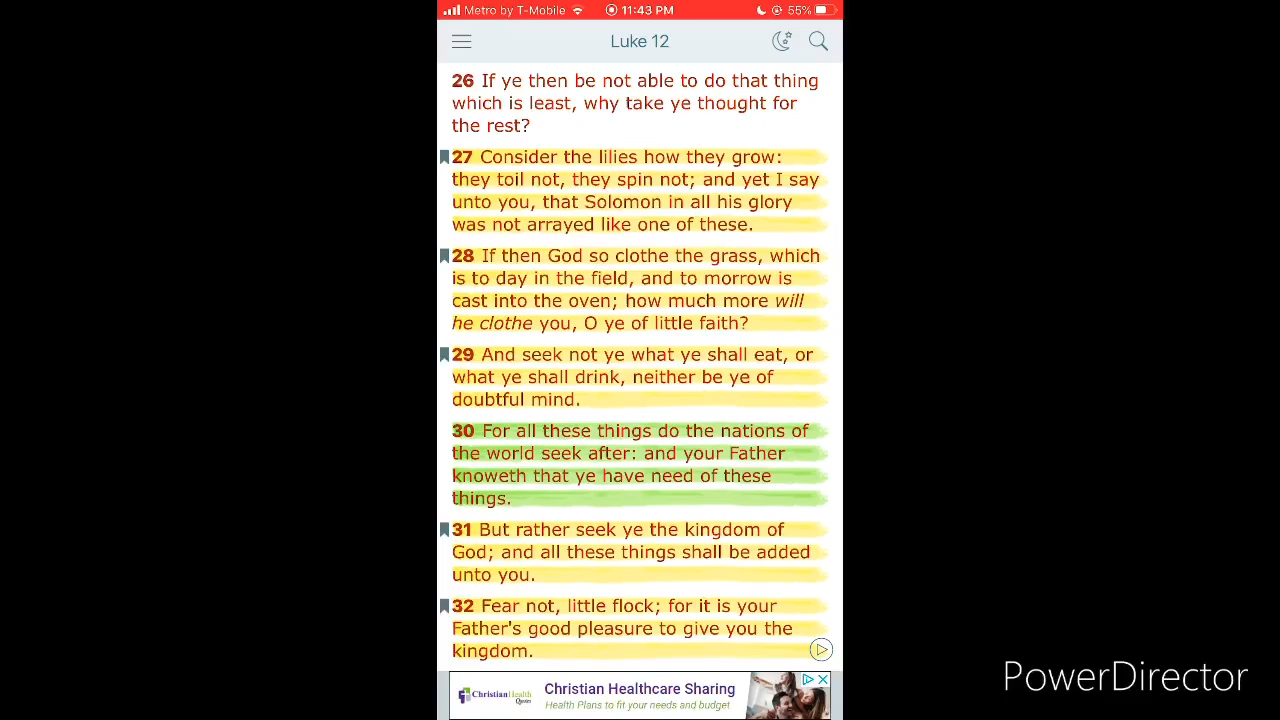 Metro by T-Mobile 11:43 PM 55%
Luke 12
26 If ye then be not able to do that thing
which is least, why take ye thought for
the rest?
27 Consider the lilies how they grow:
they toil not, they spin not; and yet I say
unto you, that Solomon in all his glory
was not arrayed like one of these.
28 If then God so clothe the grass, which
is to day in the field, and to morrow is
cast into the oven; how much more will
he clothe you, O ye of little faith?
29 And seek not ye what ye shall eat, or
what ye shall drink, neither be ye of
doubtful mind.
30 For all these things do the nations of
the world seek after: and your Father
knoweth that ye have need of these
things.
31 But rather seek ye the kingdom of
God; and all these things shall be added
unto you.
32 Fear not, little flock; for it is your
Father's good pleasure to give you the
kingdom.
ChristianHealth
Quotes
Christian Healthcare Sharing
Health Plans to fit your needs and budget
PowerDirector